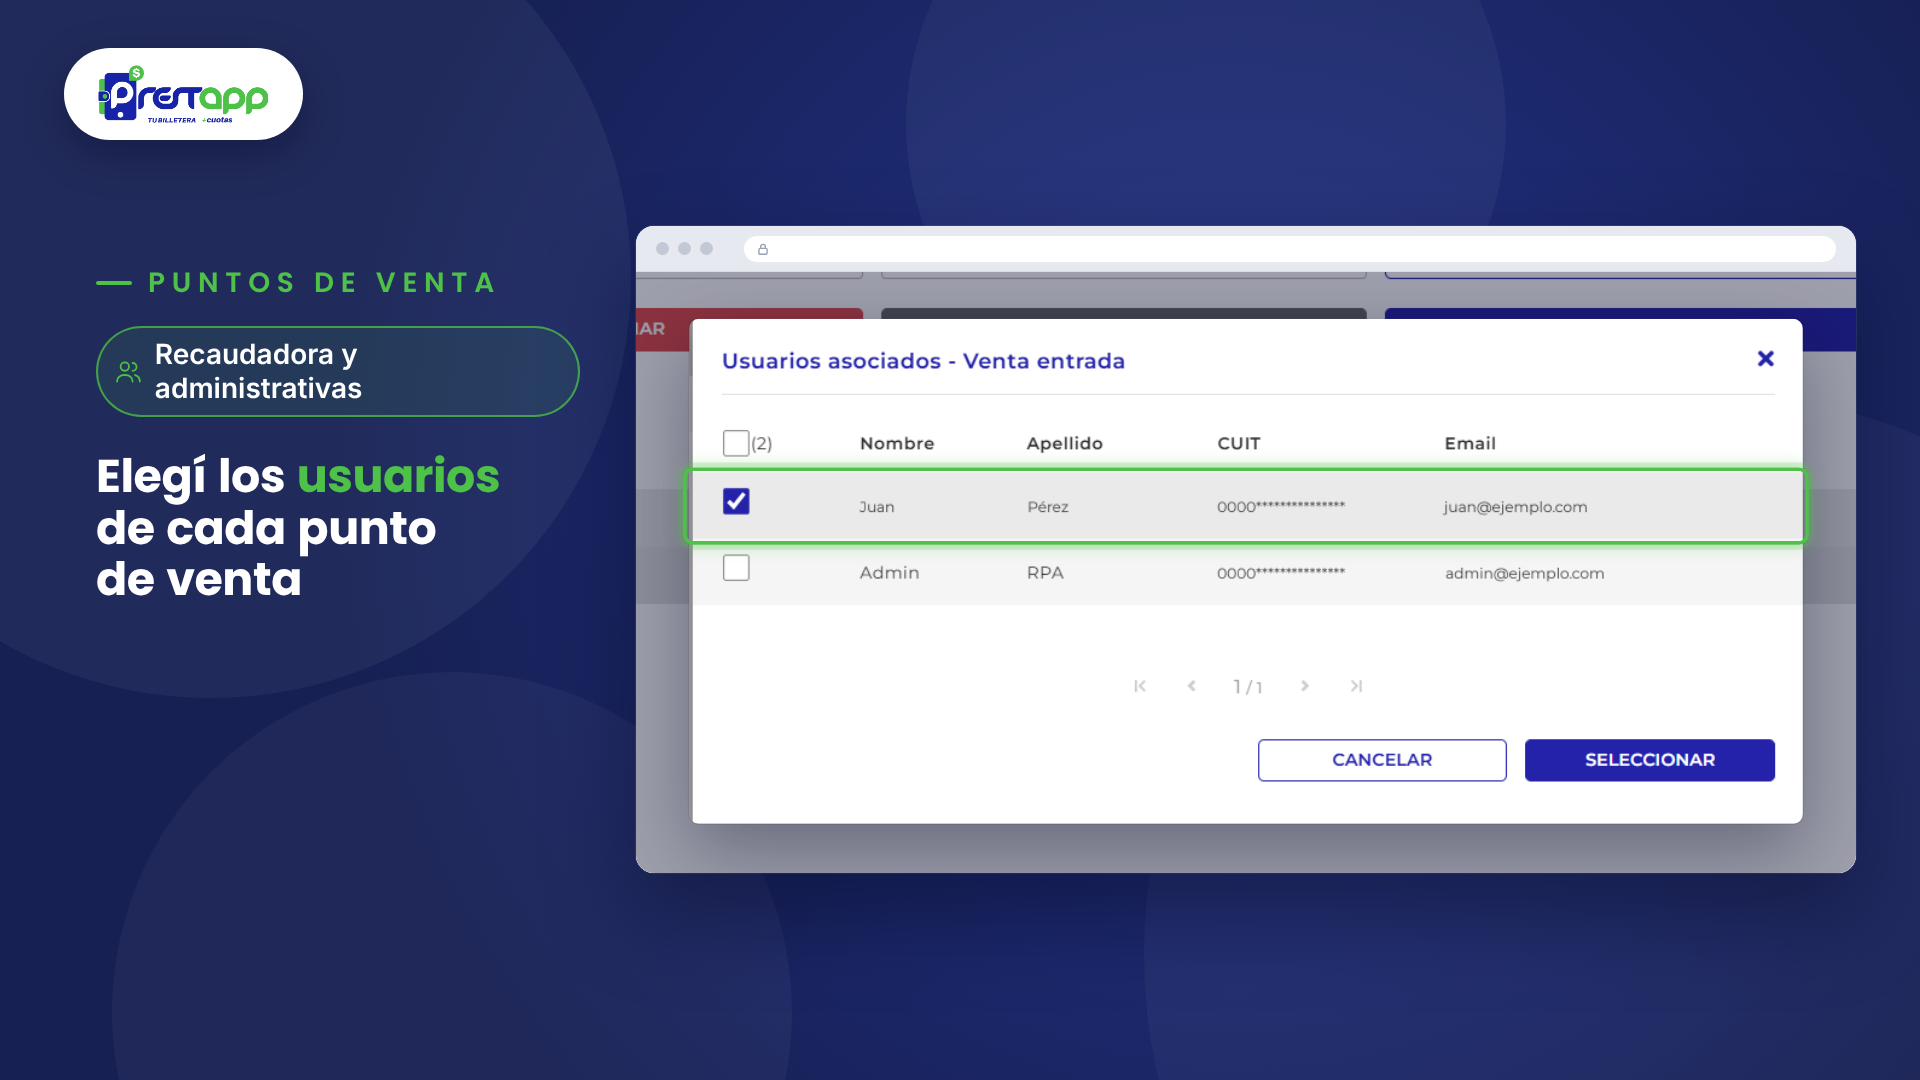 Prestapp
TU BILLETERA +cuotas
PUNTOS DE VENTA
Recaudadora y
administrativas
Elegí los usuarios
de cada punto
de venta
Usuarios asociados - Venta entrada
(2) Nombre Apellido CUIT Email
Juan Pérez 0000*************** juan@ejemplo.com
Admin RPA 0000*************** admin@ejemplo.com
1 / 1
CANCELAR SELECCIONAR